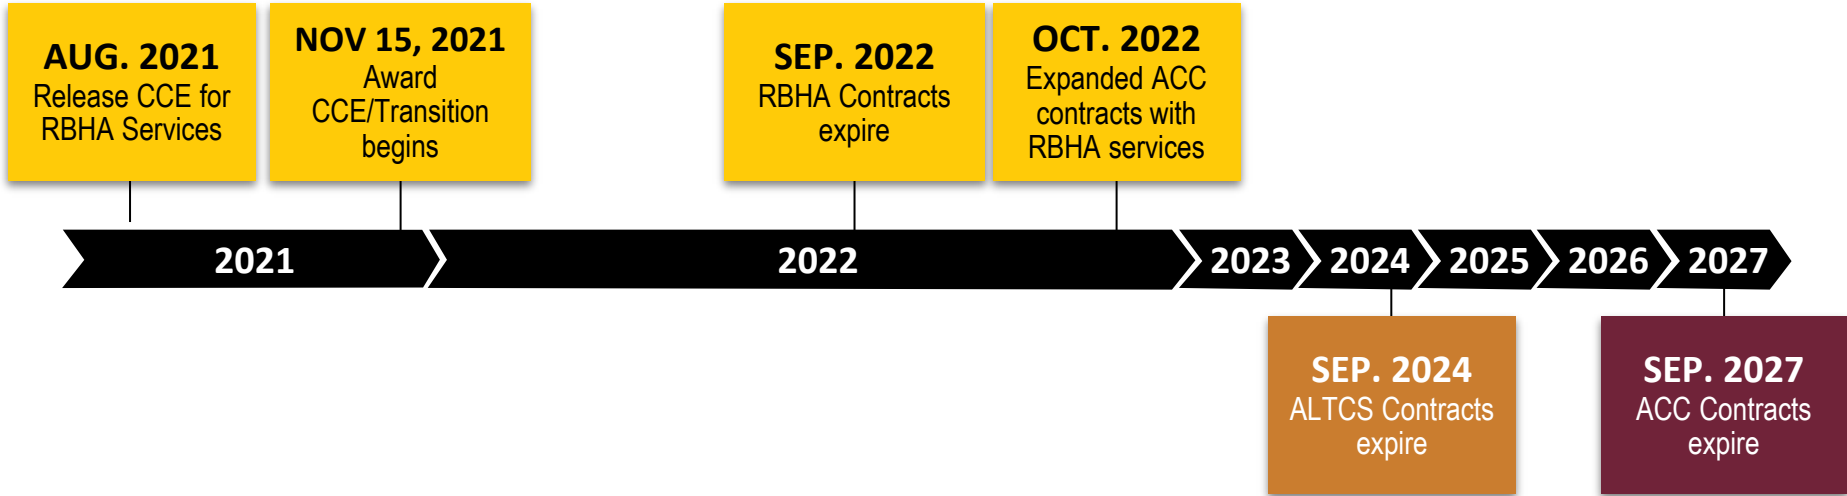 AUG. 2021
Release CCE for
RBHA Services
NOV 15, 2021
Award
CCE/Transition
begins
SEP. 2022
RBHA Contracts
expire
OCT. 2022
Expanded ACC
contracts with
RBHA services
2021
2022
2023
2024
2025
2026
2027
SEP. 2024
ALTCS Contracts
expire
SEP. 2027
ACC Contracts
expire